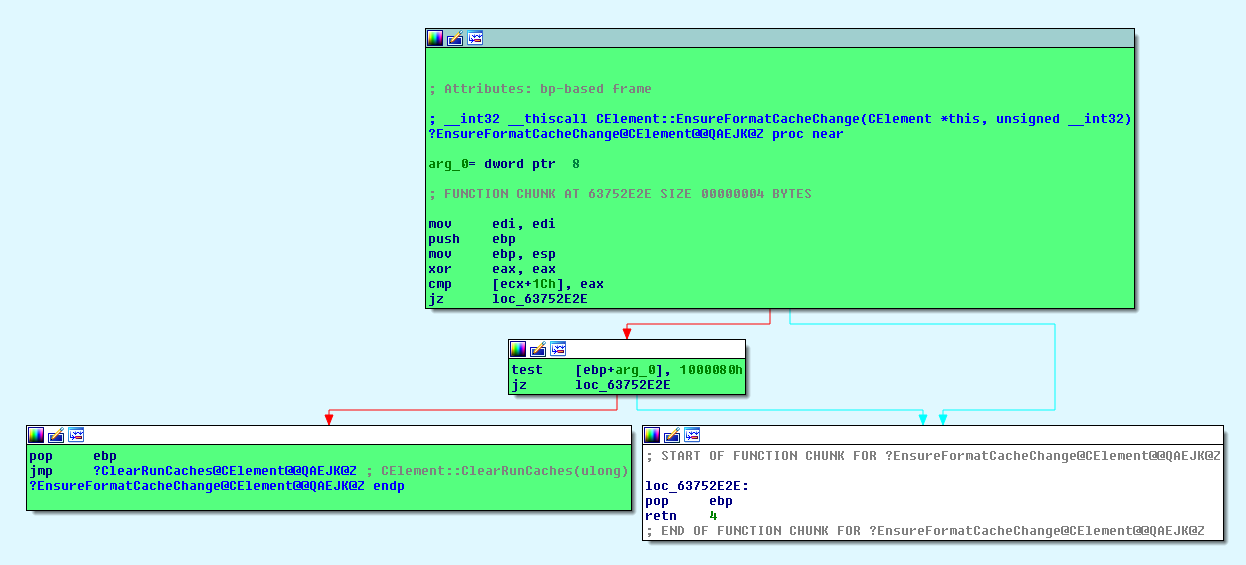 ; Attributes: bp-based frame
; __int32 __thiscall CElement::EnsureFormatCacheChange(CElement *this, unsigned __int32)
?EnsureFormatCacheChange@CElement@@QAEJK@Z proc near
arg_0= dword ptr  8
; FUNCTION CHUNK AT 63752E2E SIZE 00000004 BYTES
mov     edi, edi
push    ebp
mov     ebp, esp
xor     eax, eax
cmp     [ecx+1Ch], eax
jz      loc_63752E2E
test    [ebp+arg_0], 1000080h
jz      loc_63752E2E
pop     ebp
jmp     ?ClearRunCaches@CElement@@QAEJK@Z ; CElement::ClearRunCaches(ulong)
?EnsureFormatCacheChange@CElement@@QAEJK@Z endp
; START OF FUNCTION CHUNK FOR ?EnsureFormatCacheChange@CElement@@QAEJK@Z
loc_63752E2E:
pop     ebp
retn    4
; END OF FUNCTION CHUNK FOR ?EnsureFormatCacheChange@CElement@@QAEJK@Z